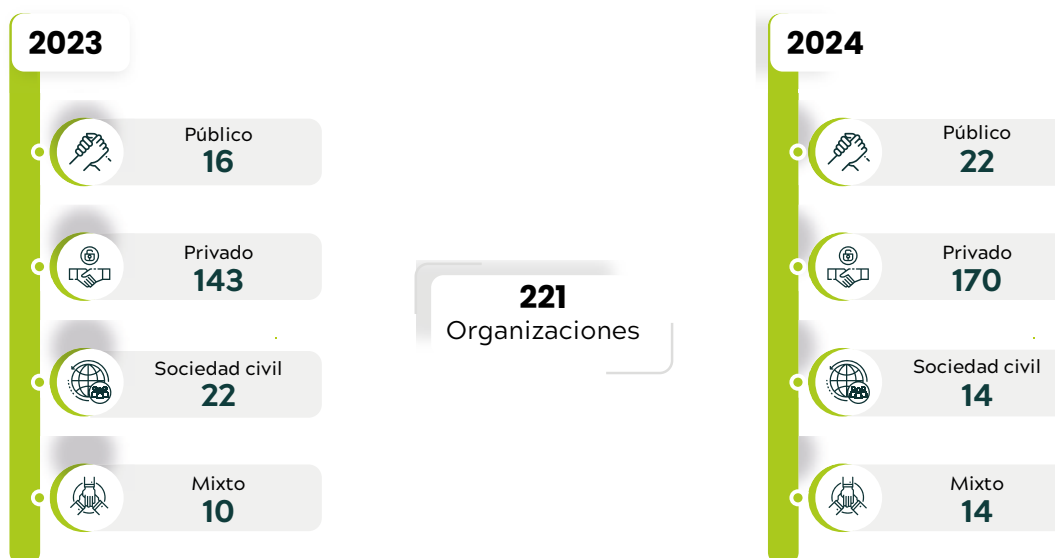 2023
Público
16
Privado
143
Sociedad civil
22
Mixto
10
221
Organizaciones
2024
Público
22
Privado
170
Sociedad civil
14
Mixto
14